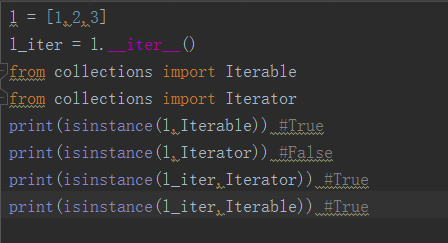 l = [1,2,3]
l_iter = l.__iter__()
from collections import Iterable
from collections import Iterator
print(isinstance(l,Iterable)) #True
print(isinstance(l,Iterator)) #False
print(isinstance(l_iter,Iterator)) #True
print(isinstance(l_iter,Iterable)) #True